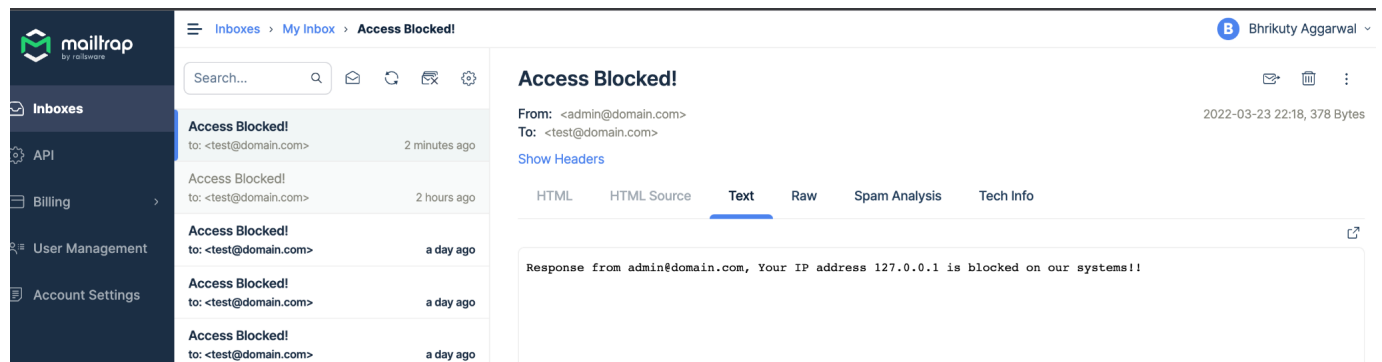 mailtrap
by railsware
Inboxes
API
Billing
User Management
Account Settings
Inboxes › My Inbox › Access Blocked!
B Bhrikuty Aggarwal
Search...
Access Blocked!
to: <test@domain.com> 2 minutes ago
Access Blocked!
to: <test@domain.com> 2 hours ago
Access Blocked!
to: <test@domain.com> a day ago
Access Blocked!
to: <test@domain.com> a day ago
Access Blocked!
to: <test@domain.com> a day ago
Access Blocked!
From: <admin@domain.com> 2022-03-23 22:18, 378 Bytes
To: <test@domain.com>
Show Headers
HTML HTML Source Text Raw Spam Analysis Tech Info
Response from admin@domain.com, Your IP address 127.0.0.1 is blocked on our systems!!